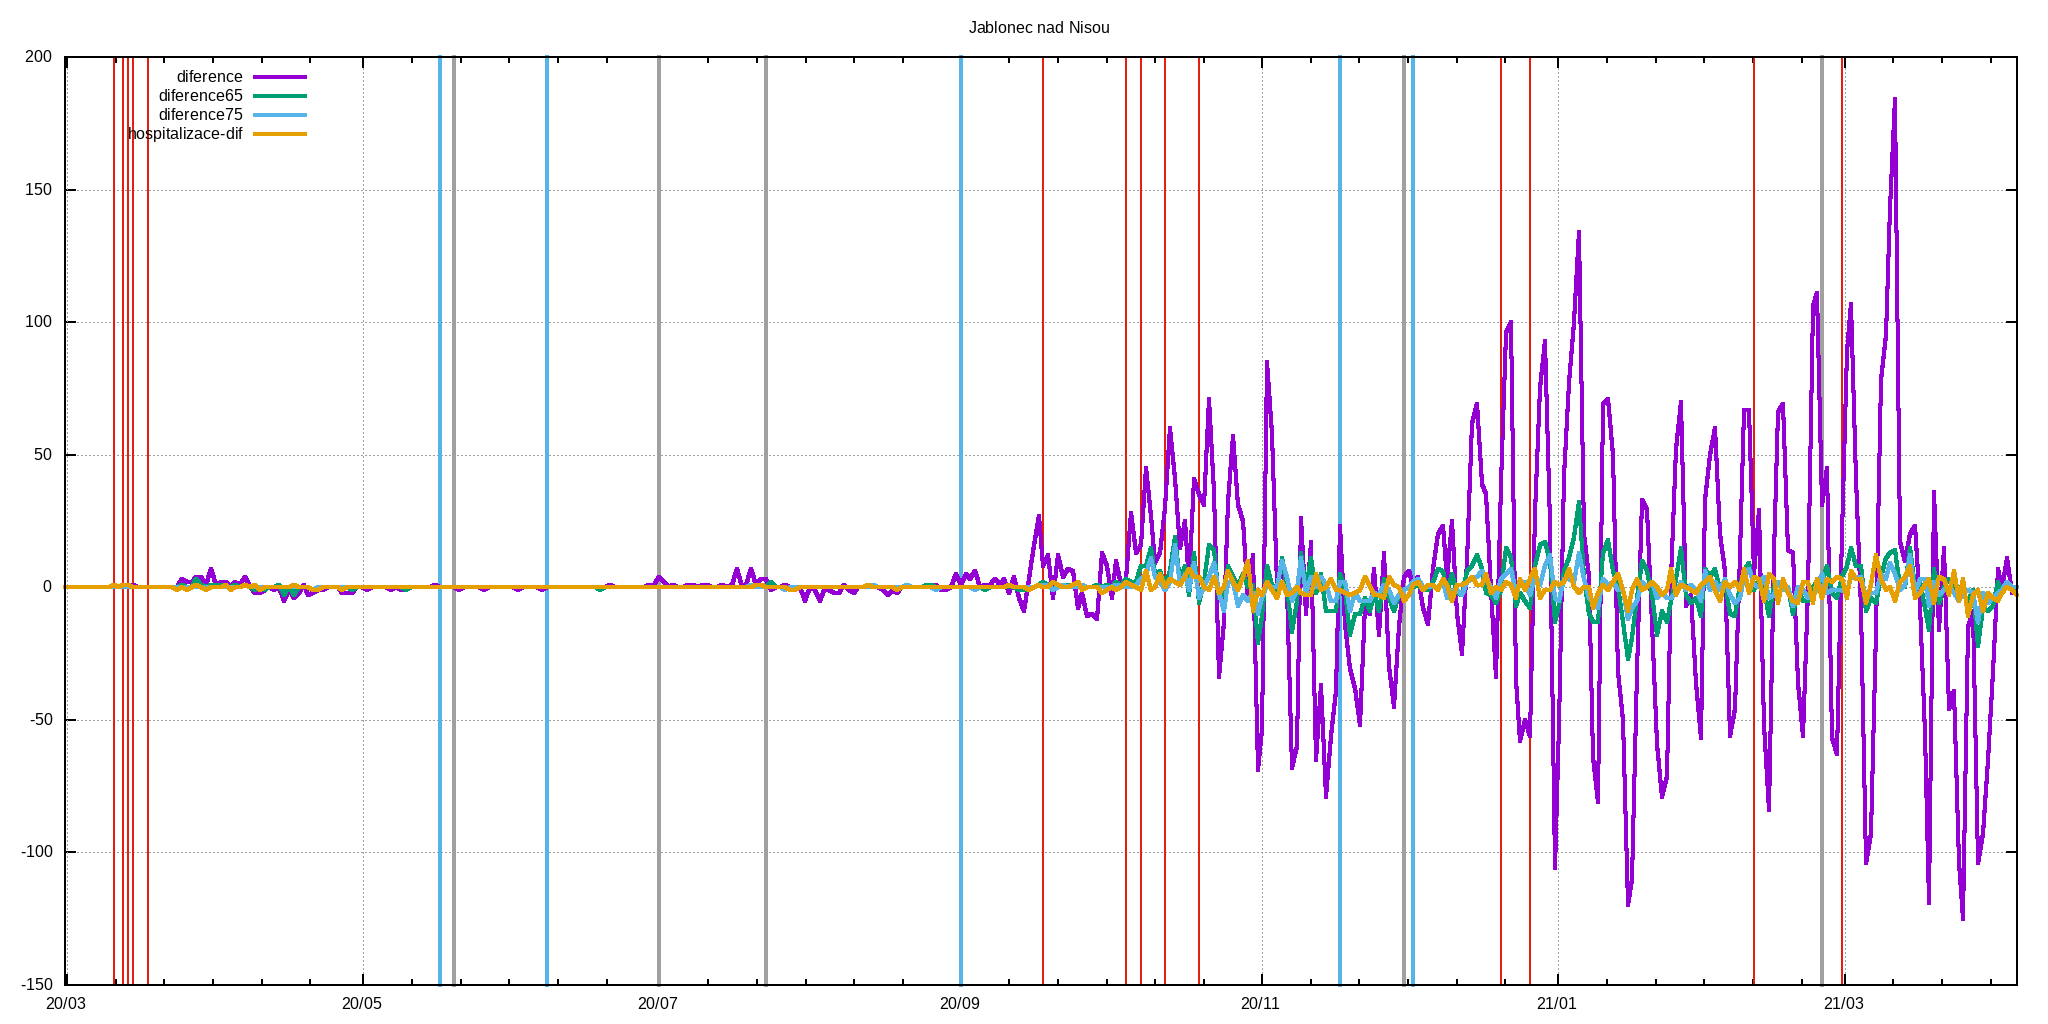 Jablonec nad Nisou
200
150
100
50
0
-50
-100
-150
diference
diference65
diference75
hospitalizace-dif
20/03 20/05 20/07 20/09 20/11 21/01 21/03